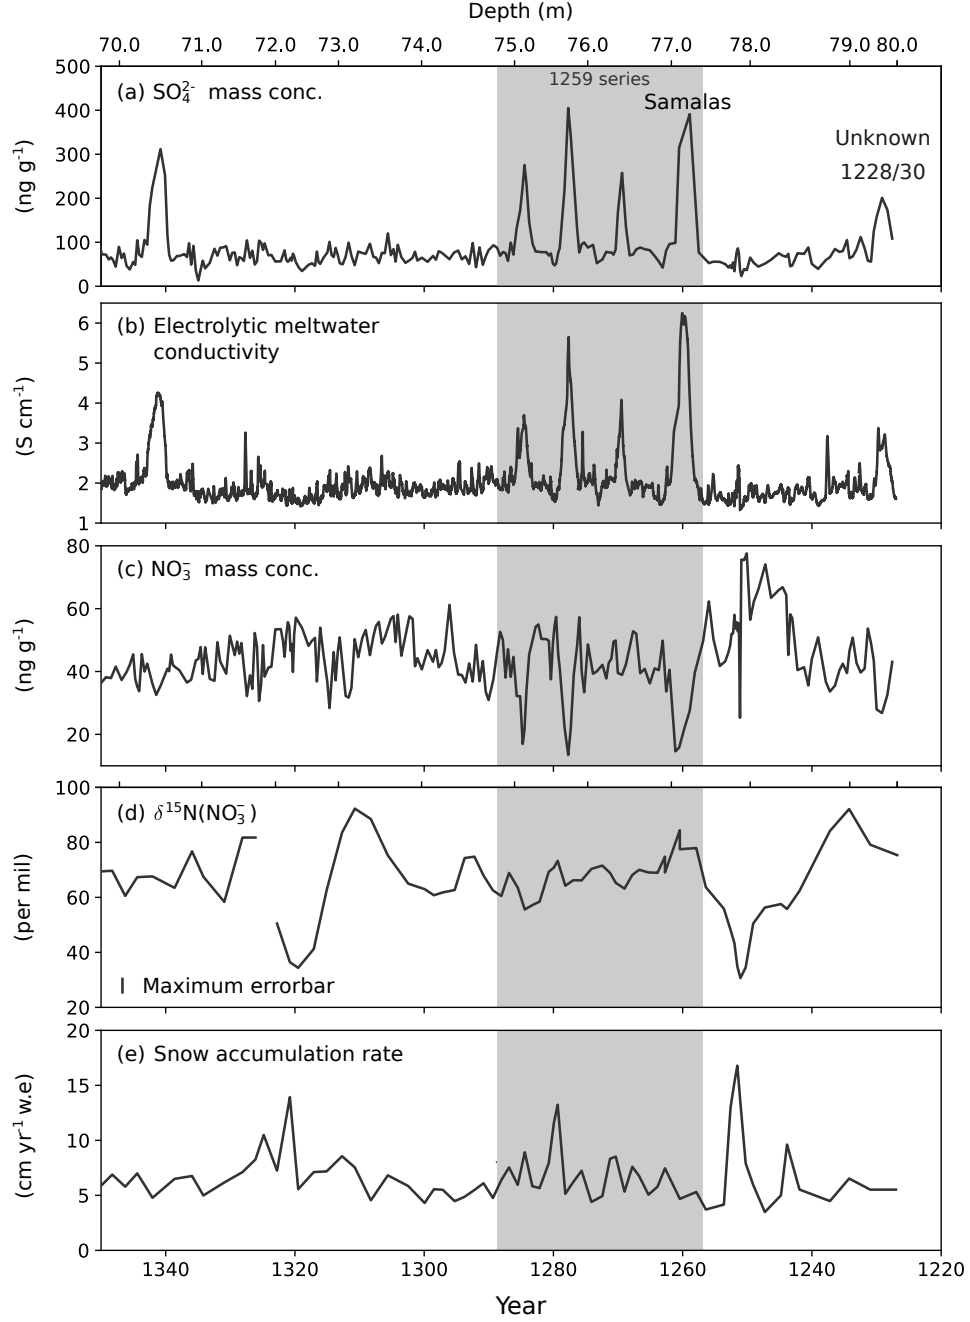 Depth (m)
70.0 71.0 72.0 73.0 74.0 75.0 76.0 77.0 78.0 79.0 80.0
500
400
300
200
100
0
(ng g⁻¹)
(a) SO₄²⁻ mass conc.
1259 series
Samalas
Unknown
1228/30
6
5
4
3
2
1
(S cm⁻¹)
(b) Electrolytic meltwater
conductivity
80
60
40
20
(ng g⁻¹)
(c) NO₃⁻ mass conc.
100
80
60
40
20
(per mil)
(d) δ¹⁵N(NO₃⁻)
Maximum errorbar
20
15
10
5
0
(cm yr⁻¹ w.e)
(e) Snow accumulation rate
1340 1320 1300 1280 1260 1240 1220
Year